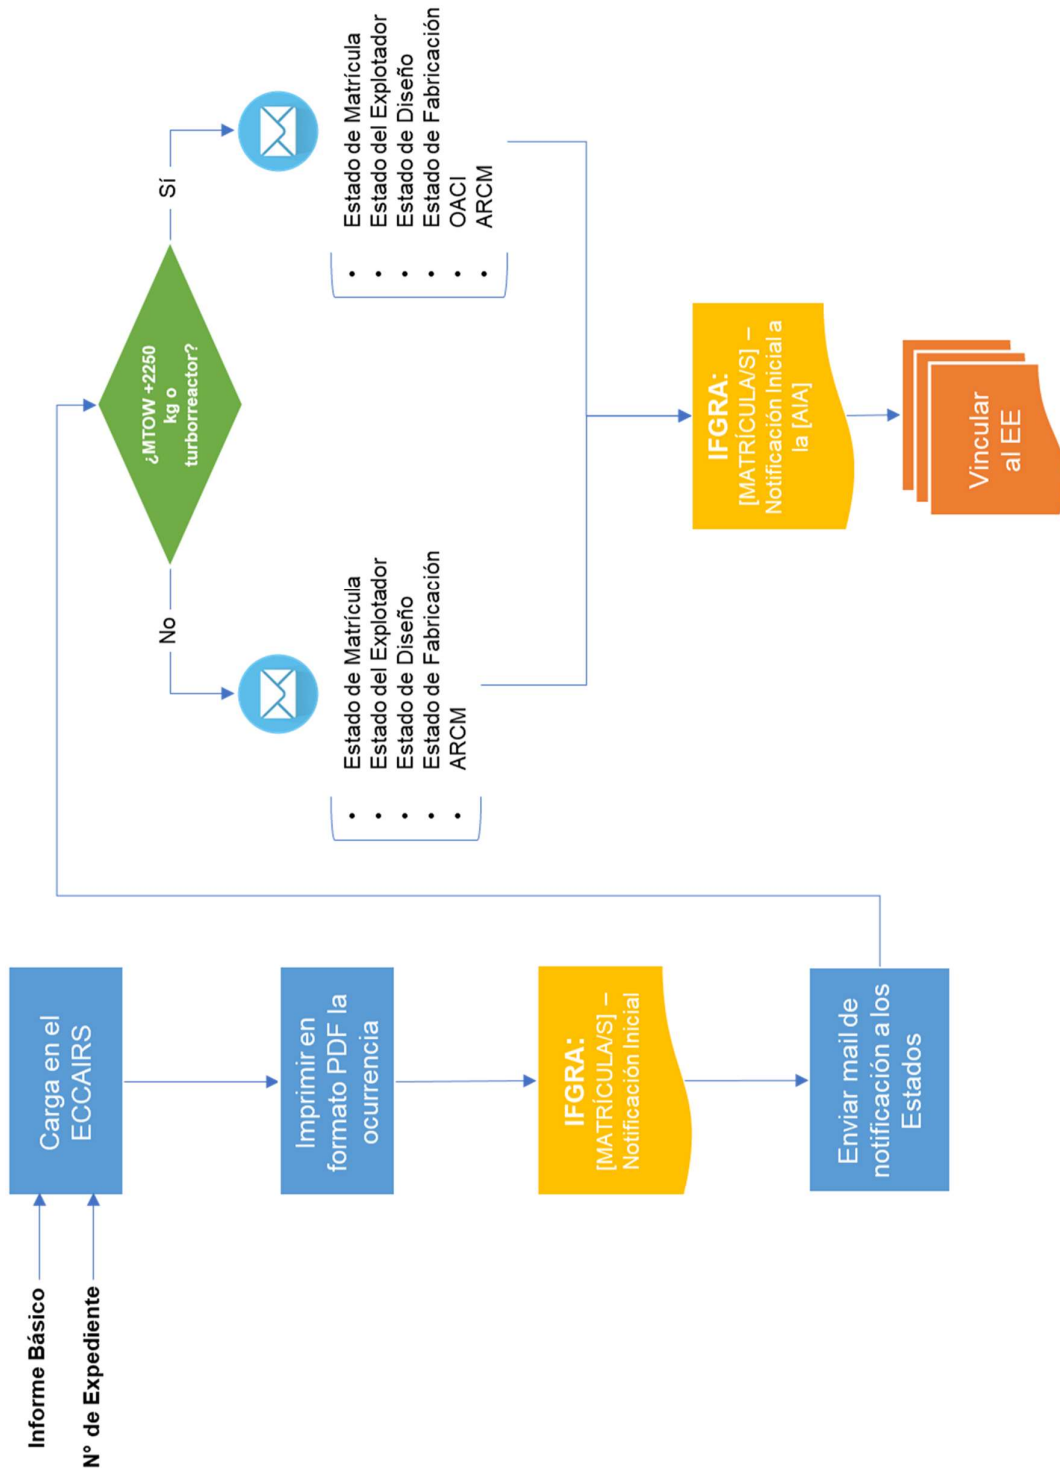 Informe Básico
N° de Expediente
Carga en el
ECCAIRS
Imprimir en
formato PDF la
ocurrencia
IFGRA:
[MATRÍCULA/S] –
Notificación Inicial
Enviar mail de
notificación a los
Estados
¿MTOW +2250
kg o
turborreactor?
No
Sí
• Estado de Matrícula
• Estado del Explotador
• Estado de Diseño
• Estado de Fabricación
• ARCM
• Estado de Matrícula
• Estado del Explotador
• Estado de Diseño
• Estado de Fabricación
• OACI
• ARCM
IFGRA:
[MATRÍCULA/S] –
Notificación Inicial a
la [AIA]
Vincular
al EE